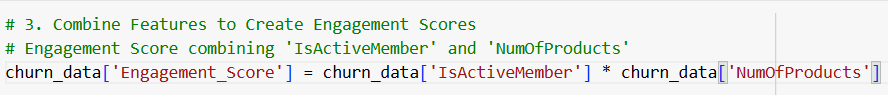 # 3. Combine Features to Create Engagement Scores
# Engagement Score combining 'IsActiveMember' and 'NumOfProducts'
churn_data['Engagement_Score'] = churn_data['IsActiveMember'] * churn_data['NumOfProducts']